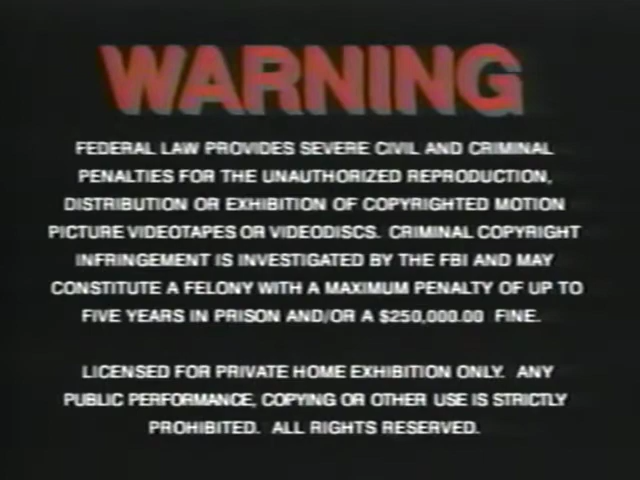 WARNING
FEDERAL LAW PROVIDES SEVERE CIVIL AND CRIMINAL
PENALTIES FOR THE UNAUTHORIZED REPRODUCTION,
DISTRIBUTION OR EXHIBITION OF COPYRIGHTED MOTION
PICTURE VIDEOTAPES OR VIDEODISCS. CRIMINAL COPYRIGHT
INFRINGEMENT IS INVESTIGATED BY THE FBI AND MAY
CONSTITUTE A FELONY WITH A MAXIMUM PENALTY OF UP TO
FIVE YEARS IN PRISON AND/OR A $250,000.00 FINE.
LICENSED FOR PRIVATE HOME EXHIBITION ONLY. ANY
PUBLIC PERFORMANCE, COPYING OR OTHER USE IS STRICTLY
PROHIBITED. ALL RIGHTS RESERVED.